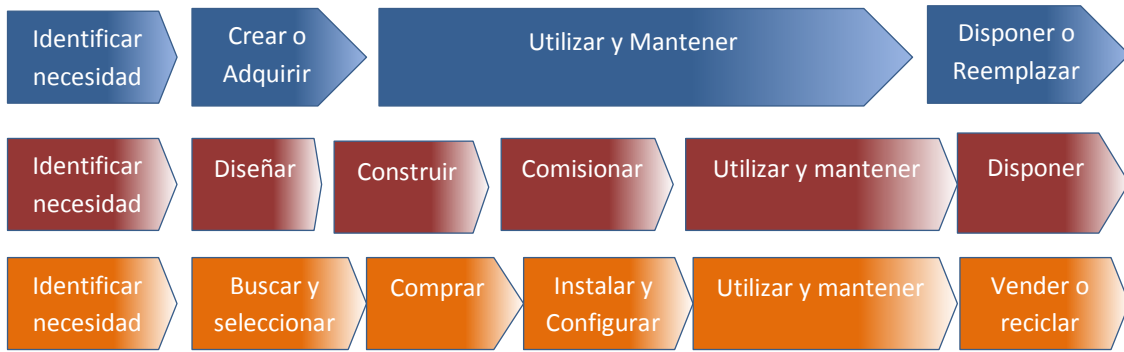 Identificar
necesidad
Crear o
Adquirir
Utilizar y Mantener
Disponer o
Reemplazar
Identificar
necesidad
Diseñar
Construir
Comisionar
Utilizar y mantener
Disponer
Identificar
necesidad
Buscar y
seleccionar
Comprar
Instalar y
Configurar
Utilizar y mantener
Vender o
reciclar